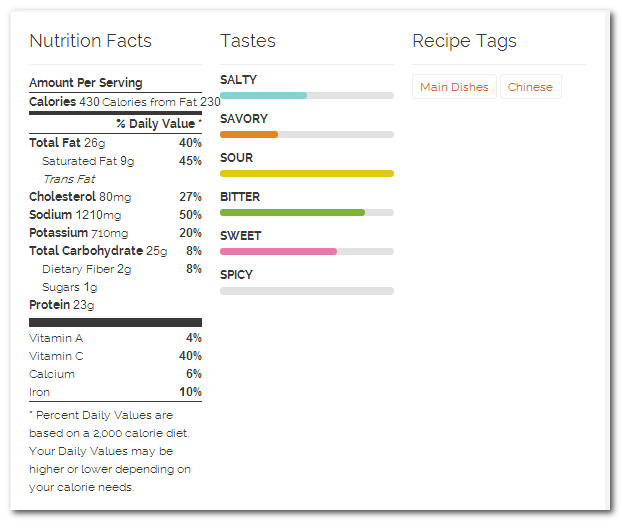 Nutrition Facts
Amount Per Serving
Calories 430 Calories from Fat 230
% Daily Value *
Total Fat 26g 40%
Saturated Fat 9g 45%
Trans Fat
Cholesterol 80mg 27%
Sodium 1210mg 50%
Potassium 710mg 20%
Total Carbohydrate 25g 8%
Dietary Fiber 2g 8%
Sugars 1g
Protein 23g
Vitamin A 4%
Vitamin C 40%
Calcium 6%
Iron 10%
* Percent Daily Values are
based on a 2,000 calorie diet.
Your Daily Values may be
higher or lower depending on
your calorie needs.
Tastes
SALTY
SAVORY
SOUR
BITTER
SWEET
SPICY
Recipe Tags
Main Dishes Chinese